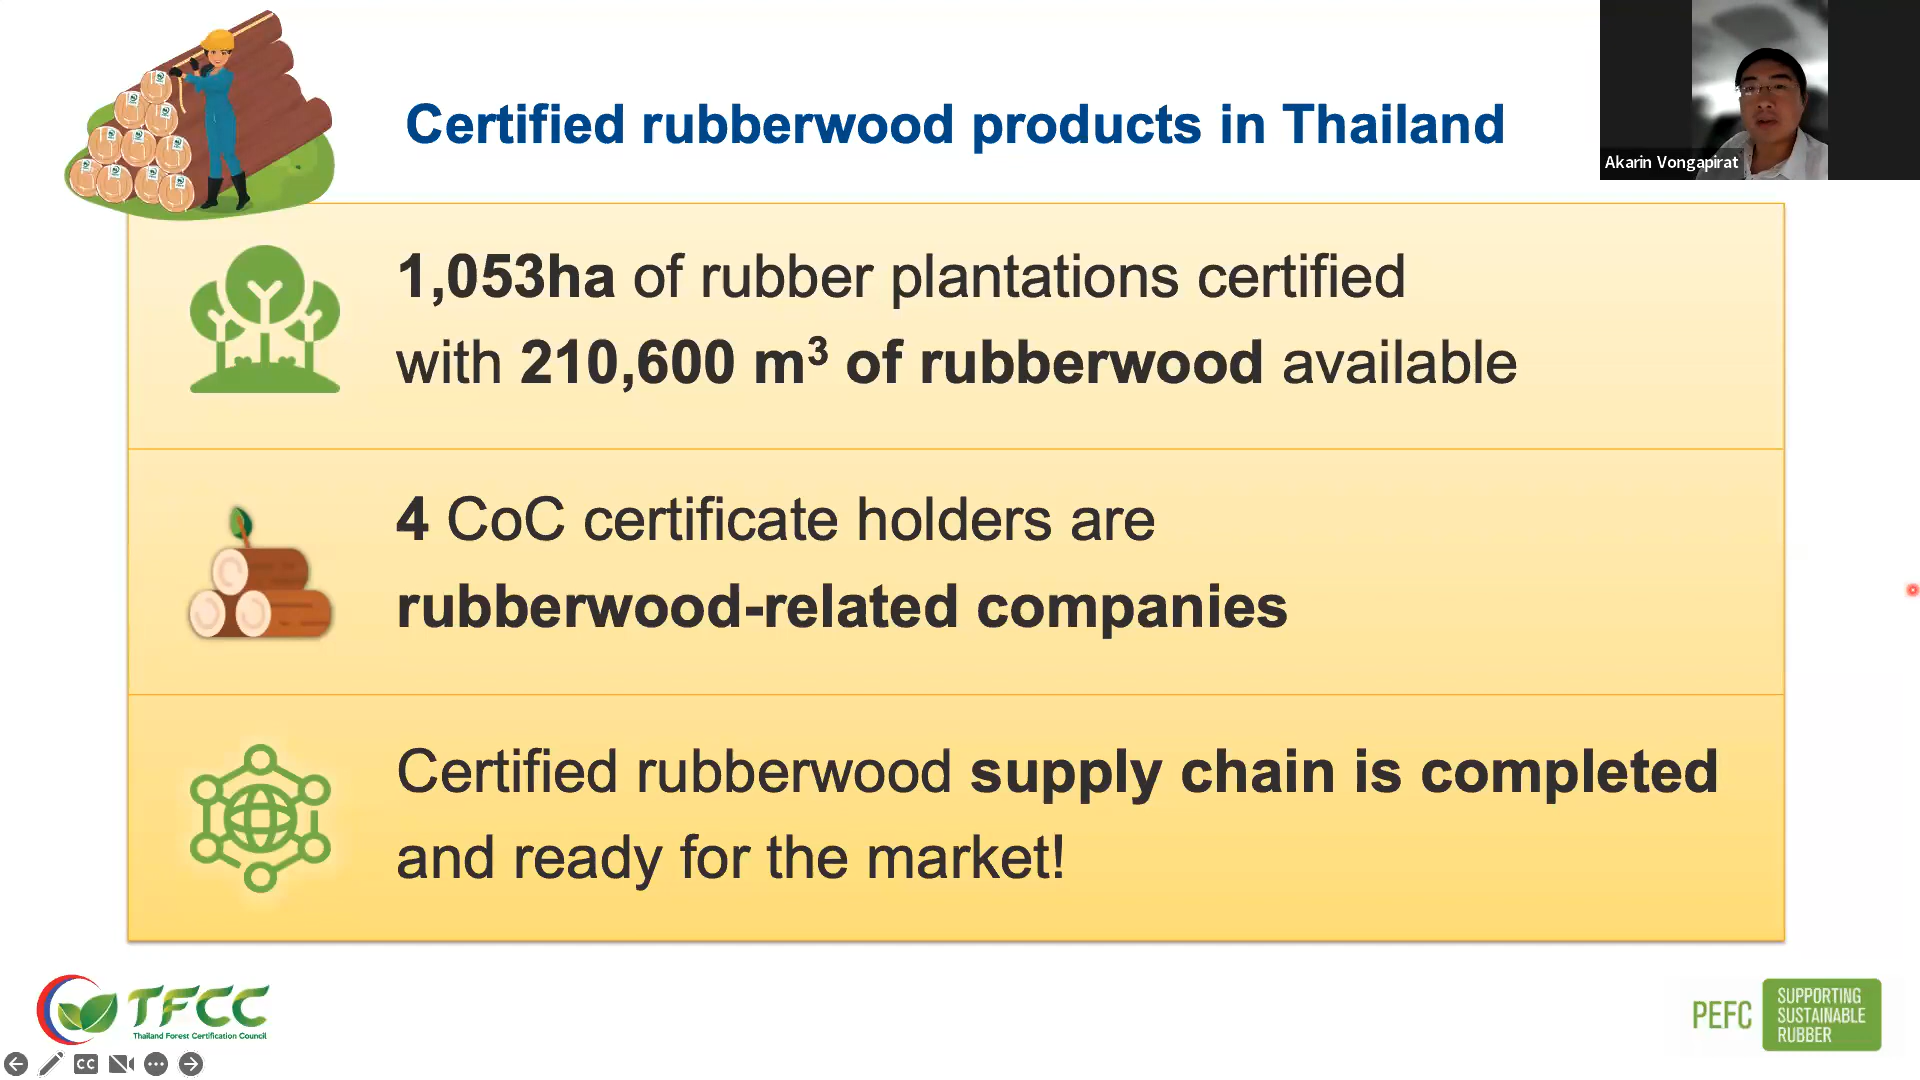 Certified rubberwood products in Thailand
Akarin Vongapirat
1,053ha of rubber plantations certified
with 210,600 m³ of rubberwood available
4 CoC certificate holders are
rubberwood-related companies
Certified rubberwood supply chain is completed
and ready for the market!
TFCC
Thailand Forest Certification Council
PEFC
SUPPORTING
SUSTAINABLE
RUBBER
CC